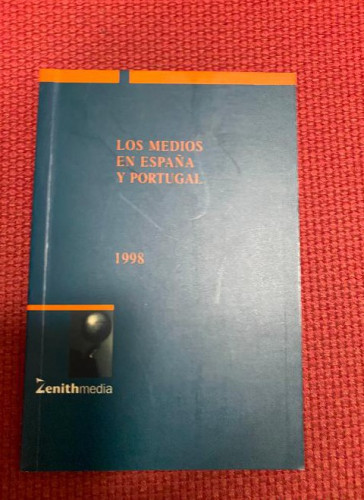 LOS MEDIOS
EN ESPAÑA
Y PORTUGAL
1998
Zenithmedia